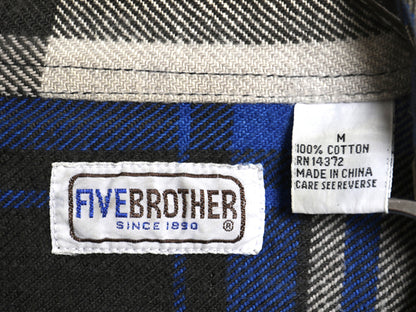 FIVEBROTHER
SINCE 1890
®
M
100% COTTON
RN 14372
MADE IN CHINA
CARE SEE REVERSE